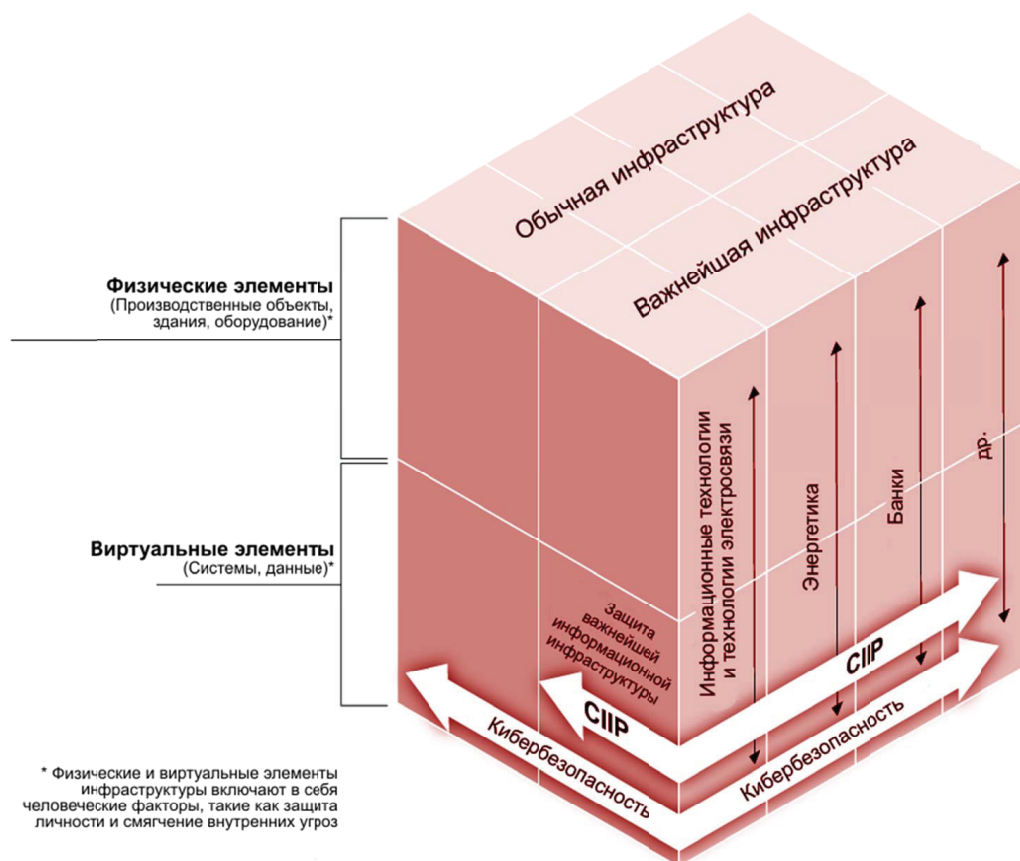 Обычная инфраструктура
Важнейшая инфраструктура
Физические элементы
(Производственные объекты,
здания, оборудование)*
Виртуальные элементы
(Системы, данные)*
Информационные технологии
и технологии электросвязи
Энергетика
Банки
др.
Защита
важнейшей
информационной
инфраструктуры
CIIP
CIIP
Кибербезопасность
Кибербезопасность
* Физические и виртуальные элементы
инфраструктуры включают в себя
человеческие факторы, такие как защита
личности и смягчение внутренних угроз